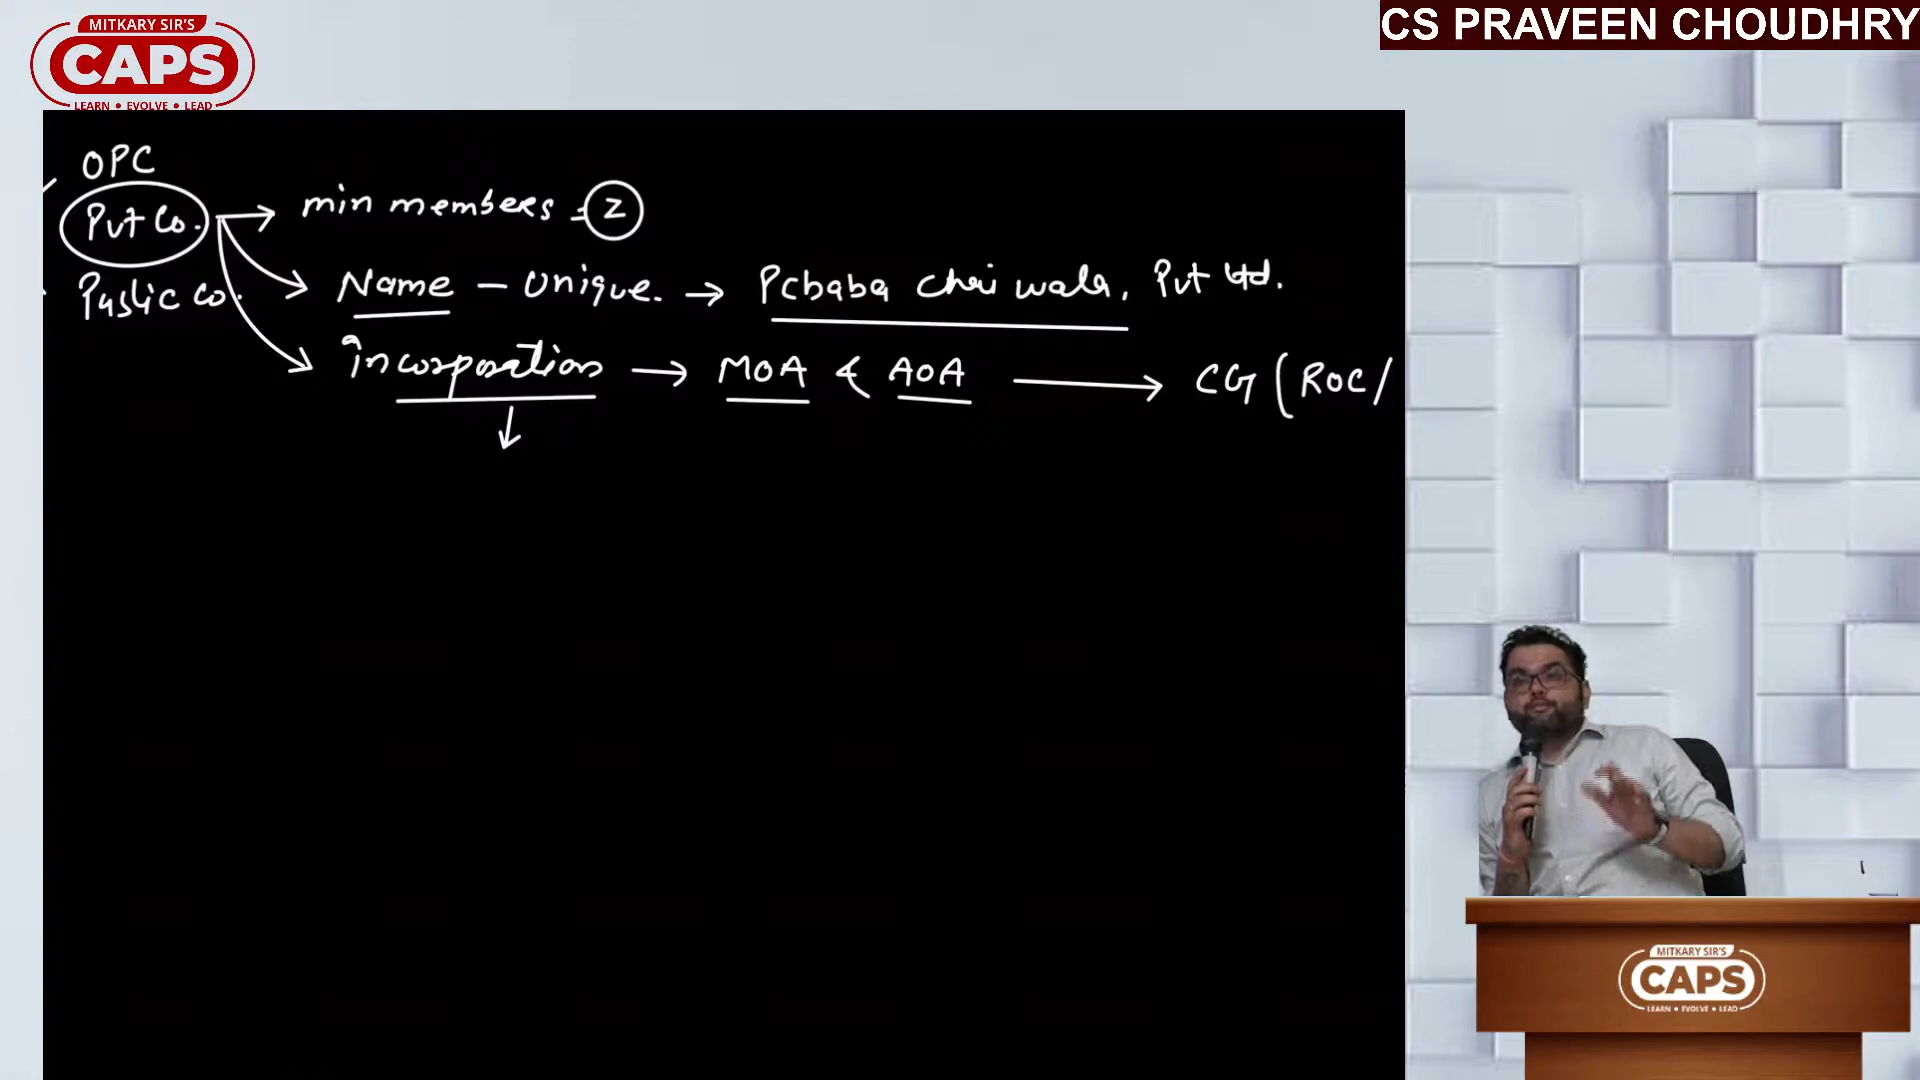 MITKARY SIR'S
CAPS
LEARN • EVOLVE • LEAD
CS PRAVEEN CHOUDHRY
OPC
Pvt Co. → min members = 2
Name – Unique. → Pcbaba Chai wala, Pvt Ltd.
Public Co.
incorporation → MOA & AOA → CG (ROC/
MITKARY SIR'S
CAPS
LEARN • EVOLVE • LEAD